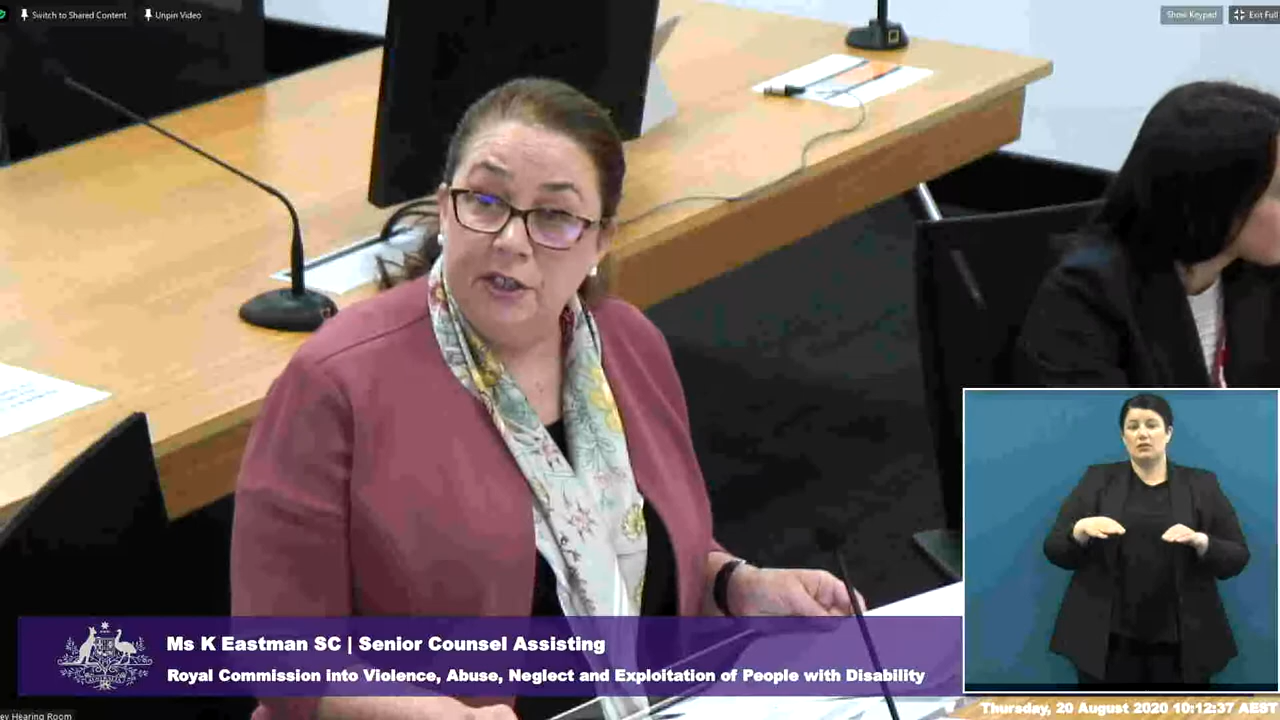 Switch to Shared Content
Unpin Video
Show Keypad
Exit Full
Ms K Eastman SC | Senior Counsel Assisting
Royal Commission into Violence, Abuse, Neglect and Exploitation of People with Disability
Thursday, 20 August 2020 10:12:37 AEST
ey Hearing Room